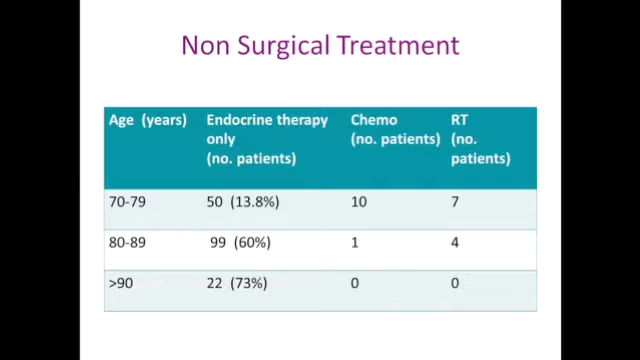 Non Surgical Treatment
Age (years) Endocrine therapy only (no. patients) Chemo (no. patients) RT (no. patients)
70-79 50 (13.8%) 10 7
80-89 99 (60%) 1 4
>90 22 (73%) 0 0